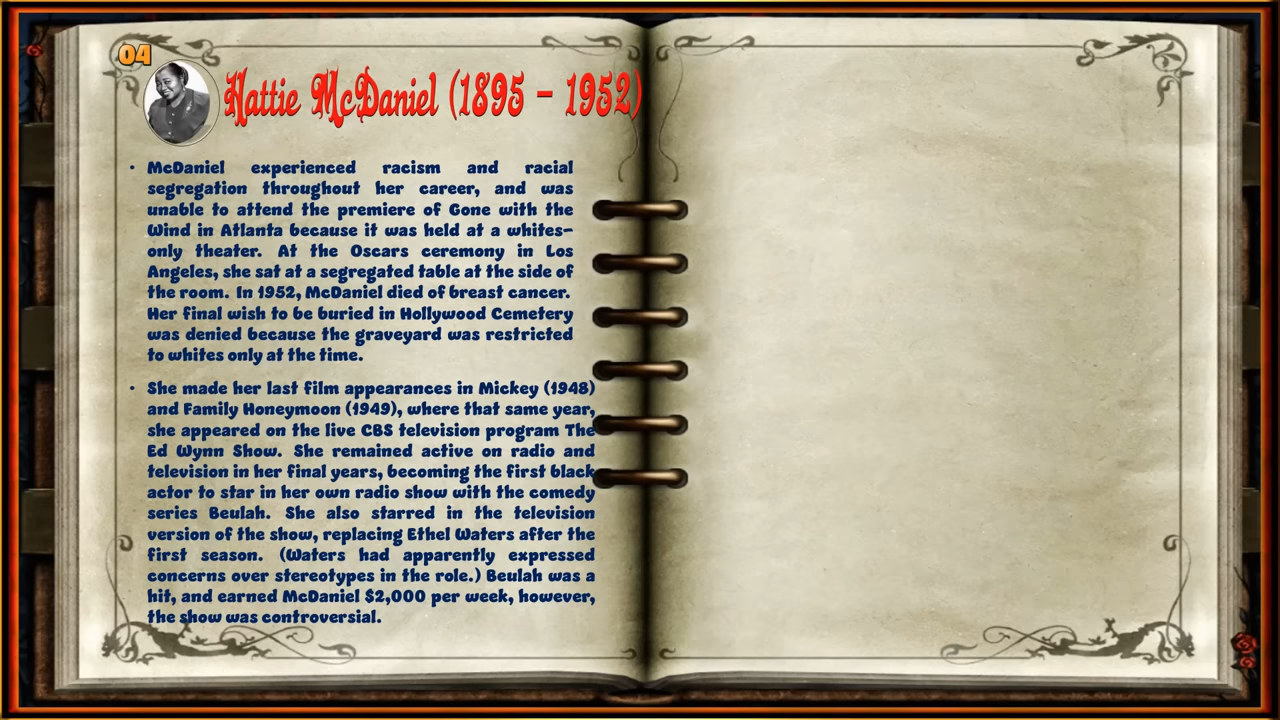 04
Hattie McDaniel (1895 – 1952)
• McDaniel experienced racism and racial
segregation throughout her career, and was
unable to attend the premiere of Gone with the
Wind in Atlanta because it was held at a whites–
only theater. At the Oscars ceremony in Los
Angeles, she sat at a segregated table at the side of
the room. In 1952, McDaniel died of breast cancer.
Her final wish to be buried in Hollywood Cemetery
was denied because the graveyard was restricted
to whites only at the time.
• She made her last film appearances in Mickey (1948)
and Family Honeymoon (1949), where that same year,
she appeared on the live CBS television program The
Ed Wynn Show. She remained active on radio and
television in her final years, becoming the first black
actor to star in her own radio show with the comedy
series Beulah. She also starred in the television
version of the show, replacing Ethel Waters after the
first season. (Waters had apparently expressed
concerns over stereotypes in the role.) Beulah was a
hit, and earned McDaniel $2,000 per week, however,
the show was controversial.